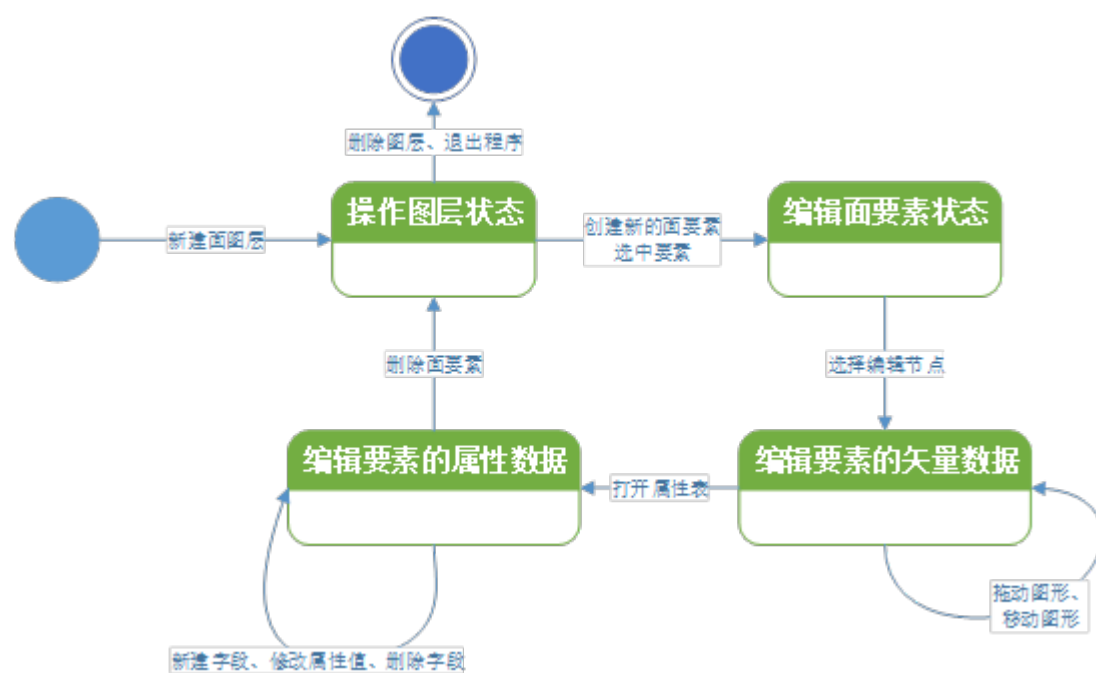 删除图层、退出程序
操作图层状态
编辑面要素状态
新建面图层
创建新的面要素
选中要素
删除面要素
选择编辑节点
编辑要素的属性数据
编辑要素的矢量数据
打开属性表
拖动图形、
移动图形
新建字段、修改属性值、删除字段